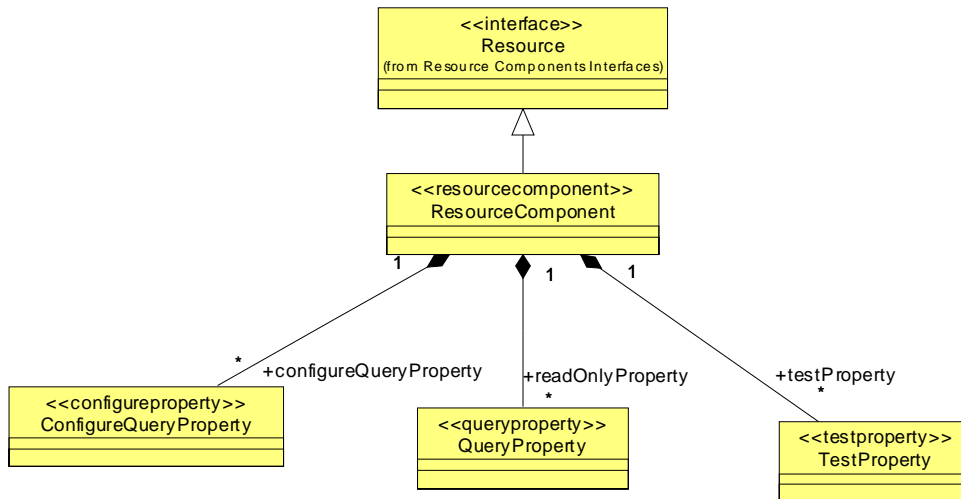 <<interface>>
Resource
(from Resource Components Interfaces)
<<resourcecomponent>>
ResourceComponent
1
1
1
*
+configureQueryProperty
+readOnlyProperty
*
+testProperty
*
<<configureproperty>>
ConfigureQueryProperty
<<queryproperty>>
QueryProperty
<<testproperty>>
TestProperty